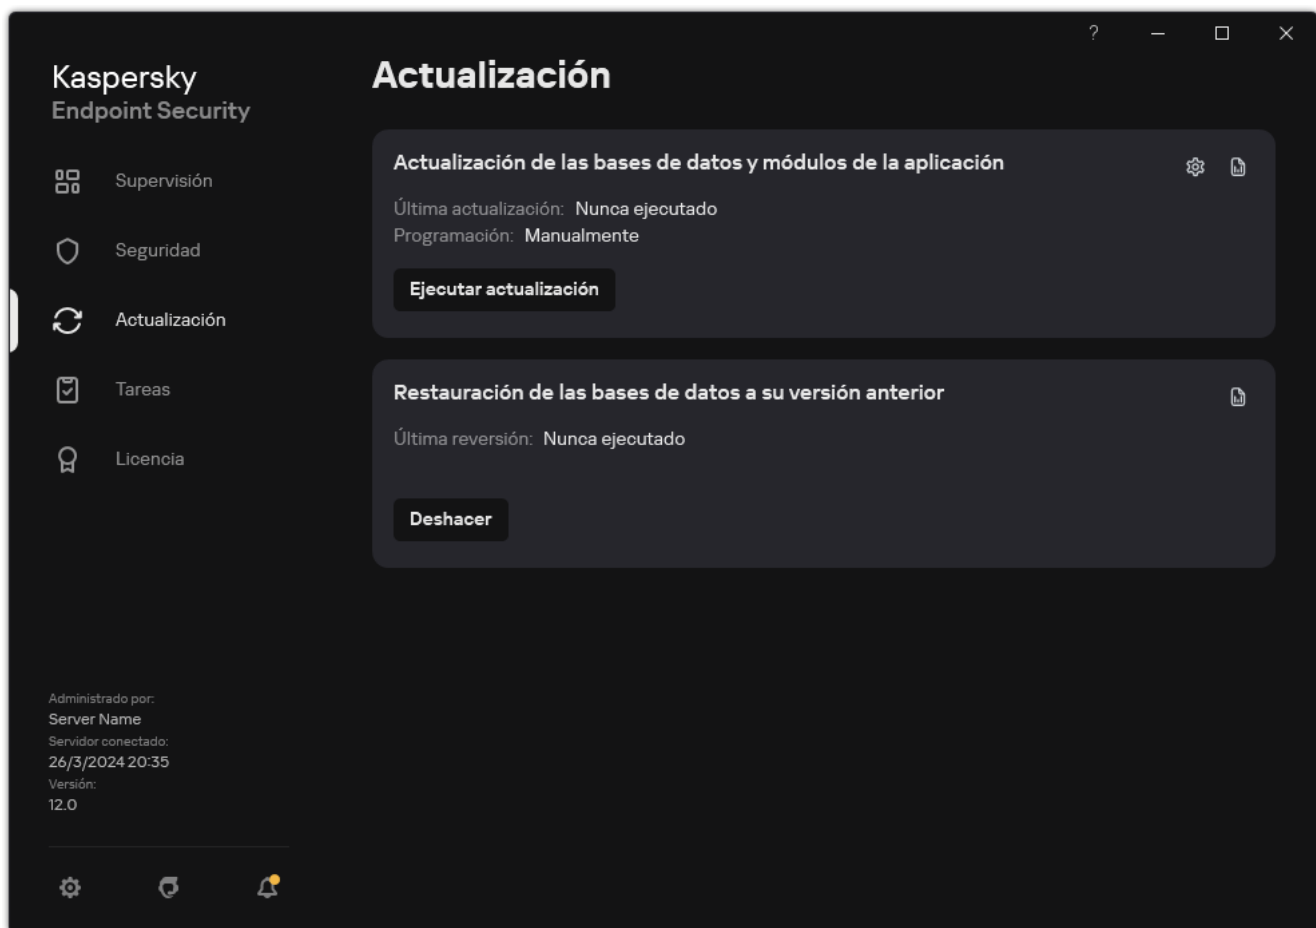 ?
Kaspersky
Endpoint Security
Supervisión
Seguridad
Actualización
Tareas
Licencia
Administrado por:
Server Name
Servidor conectado:
26/3/2024 20:35
Versión:
12.0
Actualización
Actualización de las bases de datos y módulos de la aplicación
Última actualización: Nunca ejecutado
Programación: Manualmente
Ejecutar actualización
Restauración de las bases de datos a su versión anterior
Última reversión: Nunca ejecutado
Deshacer